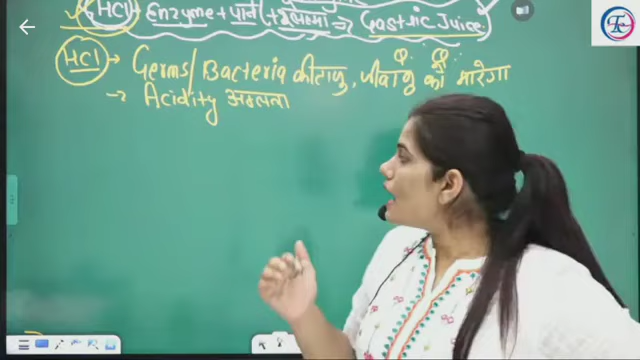 HCl Enzyme + पानी + श्लेष्मा ⇒ Gastric Juice
HCl → Germs/Bacteria कीटाणु, जीवाणु को मारेगा
→ Acidity अम्लता